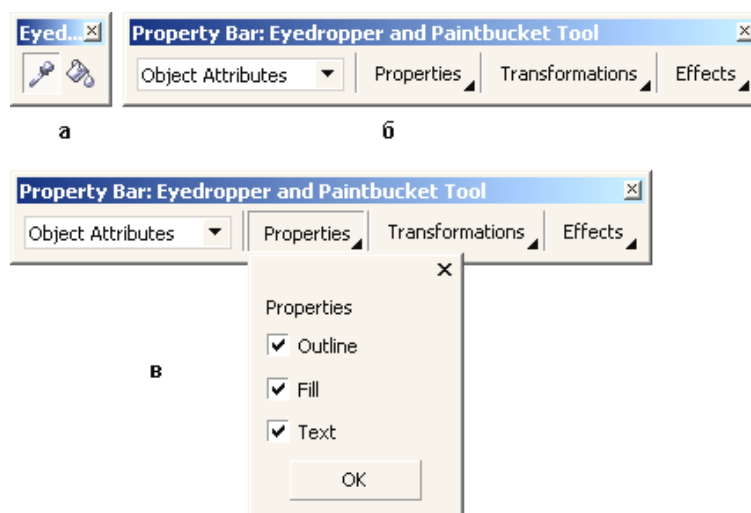 Eyed...
Property Bar: Eyedropper and Paintbucket Tool
Object Attributes Properties Transformations Effects
а б
Property Bar: Eyedropper and Paintbucket Tool
Object Attributes Properties Transformations Effects
Properties
Outline
Fill
Text
OK
в